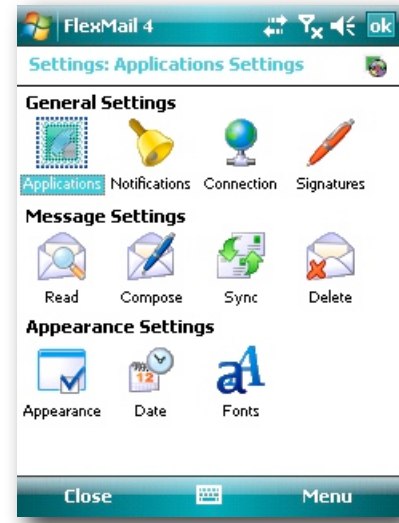 FlexMail 4 ok
Settings: Applications Settings
General Settings
Applications Notifications Connection Signatures
Message Settings
Read Compose Sync Delete
Appearance Settings
12
Appearance Date Fonts
Close Menu